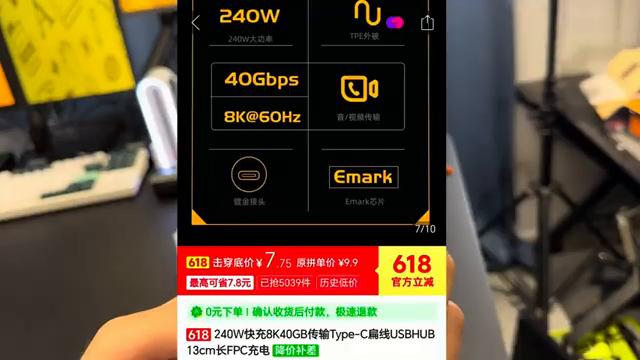 240W
240W大功率
TPE外被
40Gbps
8K@60Hz
音/视频传输
镀金接头
Emark
Emark芯片
7/10
618 击穿底价¥7.75 原拼单价¥9.9
最高可省7.8元 已抢5039件 历史低价
618
官方立减
0元下单!确认收货后付款,极速退款
618 240W快充8K40GB传输Type-C扁线USBHUB
13cm长FPC充电 降价补差